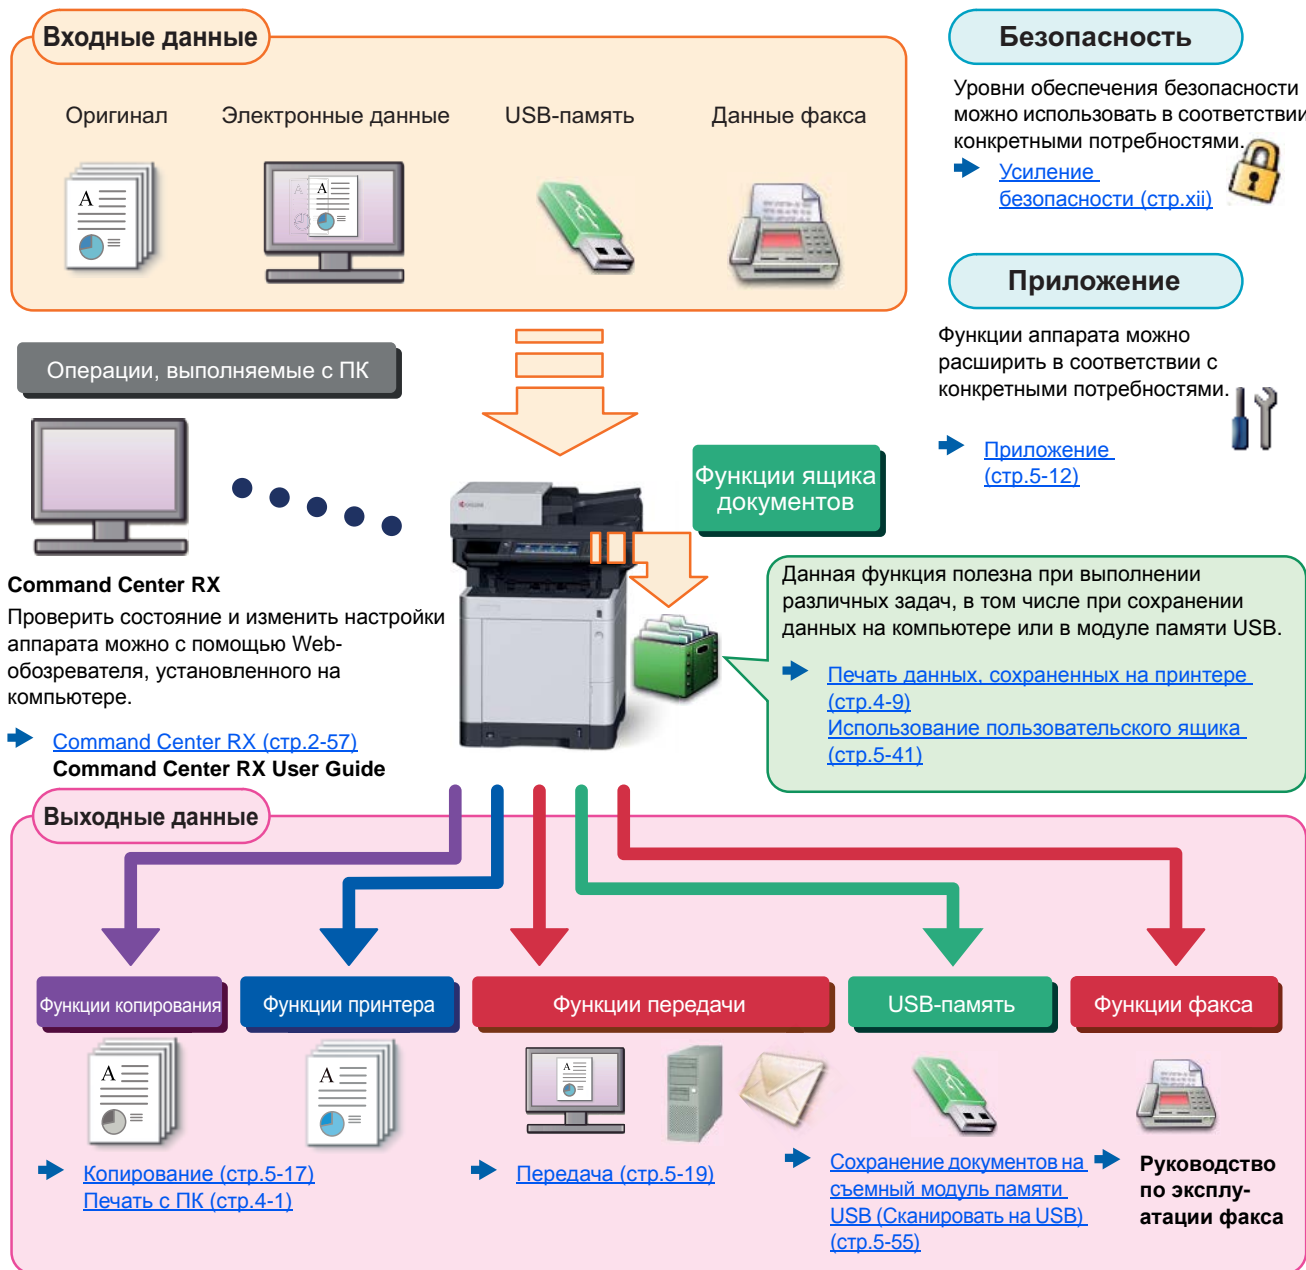 Входные данные
Оригинал
Электронные данные
USB-память
Данные факса
Безопасность
Уровни обеспечения безопасности
можно использовать в соответствии
конкретными потребностями.
Усиление
безопасности (стр.xii)
Приложение
Функции аппарата можно
расширить в соответствии с
конкретными потребностями.
Приложение
(стр.5-12)
Операции, выполняемые с ПК
Функции ящика
документов
Command Center RX
Проверить состояние и изменить настройки
аппарата можно с помощью Web-
обозревателя, установленного на
компьютере.
Command Center RX (стр.2-57)
Command Center RX User Guide
Данная функция полезна при выполнении
различных задач, в том числе при сохранении
данных на компьютере или в модуле памяти USB.
Печать данных, сохраненных на принтере
(стр.4-9)
Использование пользовательского ящика
(стр.5-41)
Выходные данные
Функции копирования
Функции принтера
Функции передачи
USB-память
Функции факса
Копирование (стр.5-17)
Печать с ПК (стр.4-1)
Передача (стр.5-19)
Сохранение документов на
съемный модуль памяти
USB (Сканировать на USB)
(стр.5-55)
Руководство
по эксплу-
атации факса